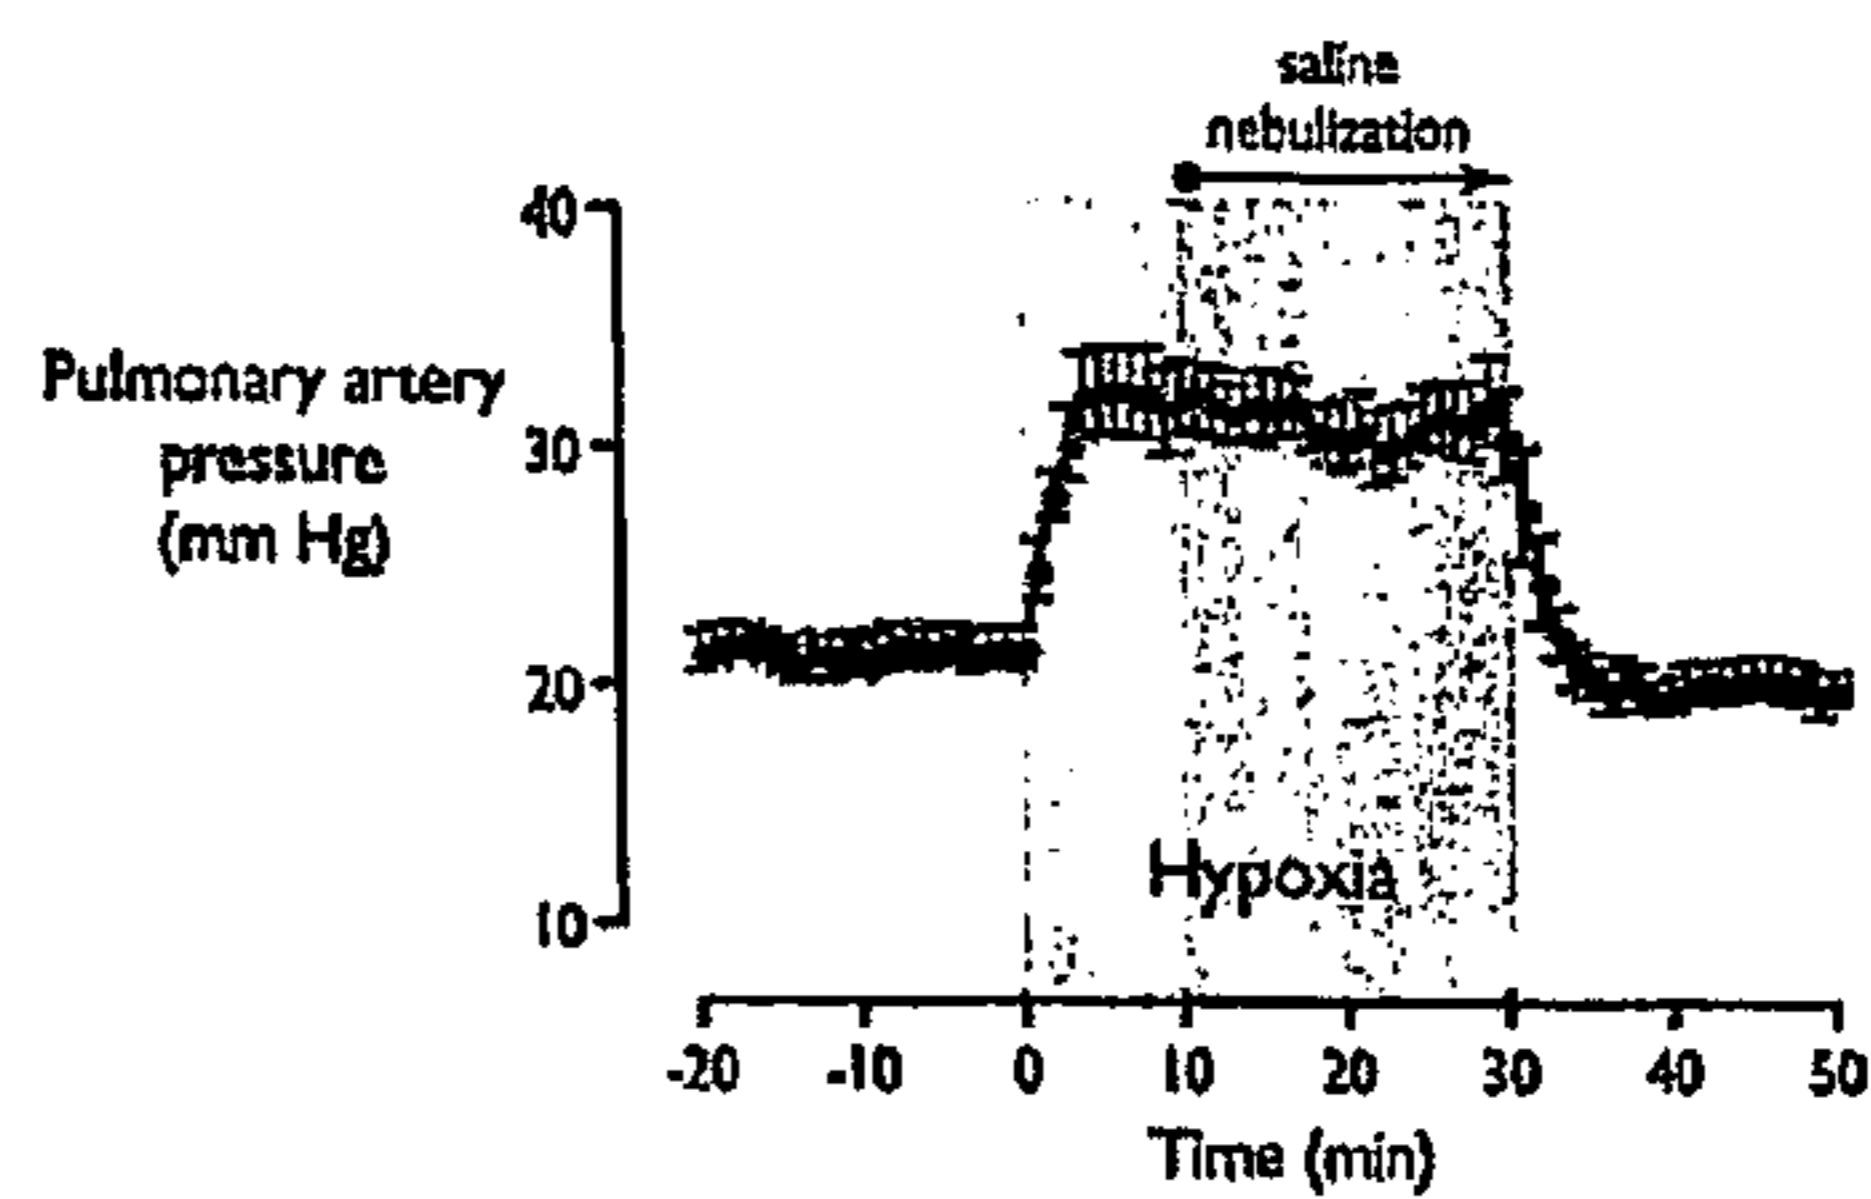 saline
nebulization
40
Pulmonary artery
pressure
(mm Hg)
30
20
10
Hypoxia
-20 -10 0 10 20 30 40 50
Time (min)